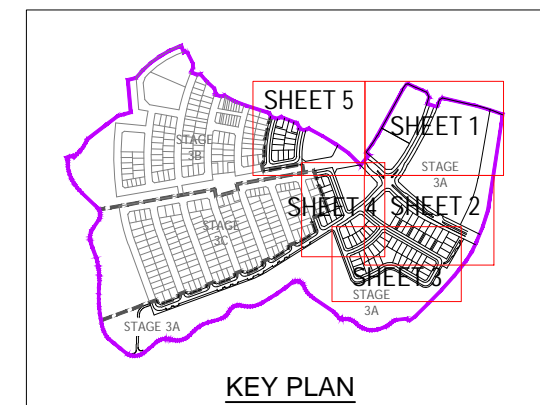 SHEET 5
SHEET 1
STAGE
3B
STAGE
3A
SHEET 4
SHEET 2
STAGE
3C
SHEET 3
STAGE
3A
STAGE 3A
KEY PLAN